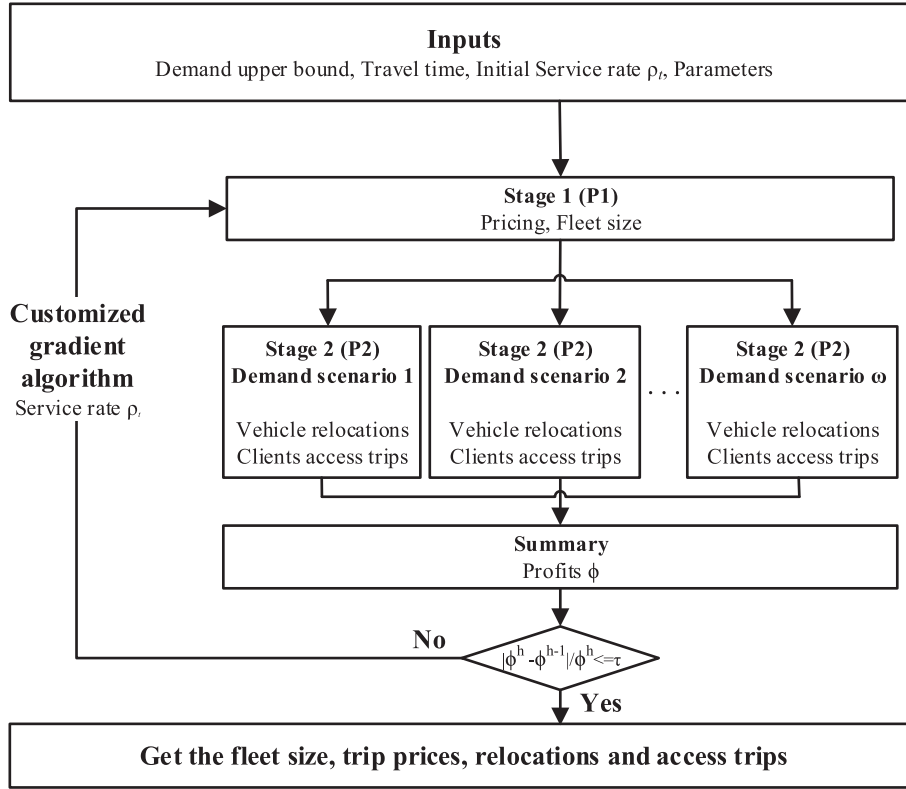 Inputs
Demand upper bound, Travel time, Initial Service rate ρₜ, Parameters
Stage 1 (P1)
Pricing, Fleet size
Customized
gradient
algorithm
Service rate ρₜ
Stage 2 (P2)
Demand scenario 1
Vehicle relocations
Clients access trips
Stage 2 (P2)
Demand scenario 2
Vehicle relocations
Clients access trips
. . .
Stage 2 (P2)
Demand scenario ω
Vehicle relocations
Clients access trips
Summary
Profits ϕ
No
|ϕʰ -ϕʰ⁻¹|/ϕʰ<=τ
Yes
Get the fleet size, trip prices, relocations and access trips